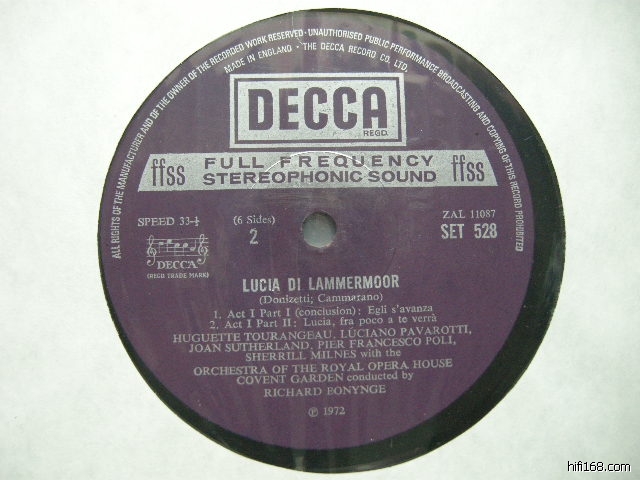 ALL RIGHTS OF THE MANUFACTURER AND OF THE OWNER OF THE RECORDED WORK RESERVED · UNAUTHORISED PUBLIC PERFORMANCE BROADCASTING AND COPYING OF THIS RECORD PROHIBITED
MADE IN ENGLAND · THE DECCA RECORD CO. LTD.
DECCA
REGD.
ffss FULL FREQUENCY STEREOPHONIC SOUND ffss
SPEED 33⅓ (6 Sides) ZAL 11087
2 SET 528
DECCA
(REGD TRADE MARK)
LUCIA DI LAMMERMOOR
(Donizetti; Cammarano)
1. Act I Part I (conclusion): Egli s'avanza
2. Act I Part II: Lucia, fra poco a te verrà
HUGUETTE TOURANGEAU, LUCIANO PAVAROTTI,
JOAN SUTHERLAND, PIER FRANCESCO POLI,
SHERRILL MILNES with the
ORCHESTRA OF THE ROYAL OPERA HOUSE
COVENT GARDEN conducted by
RICHARD BONYNGE
℗ 1972
hifi168.com